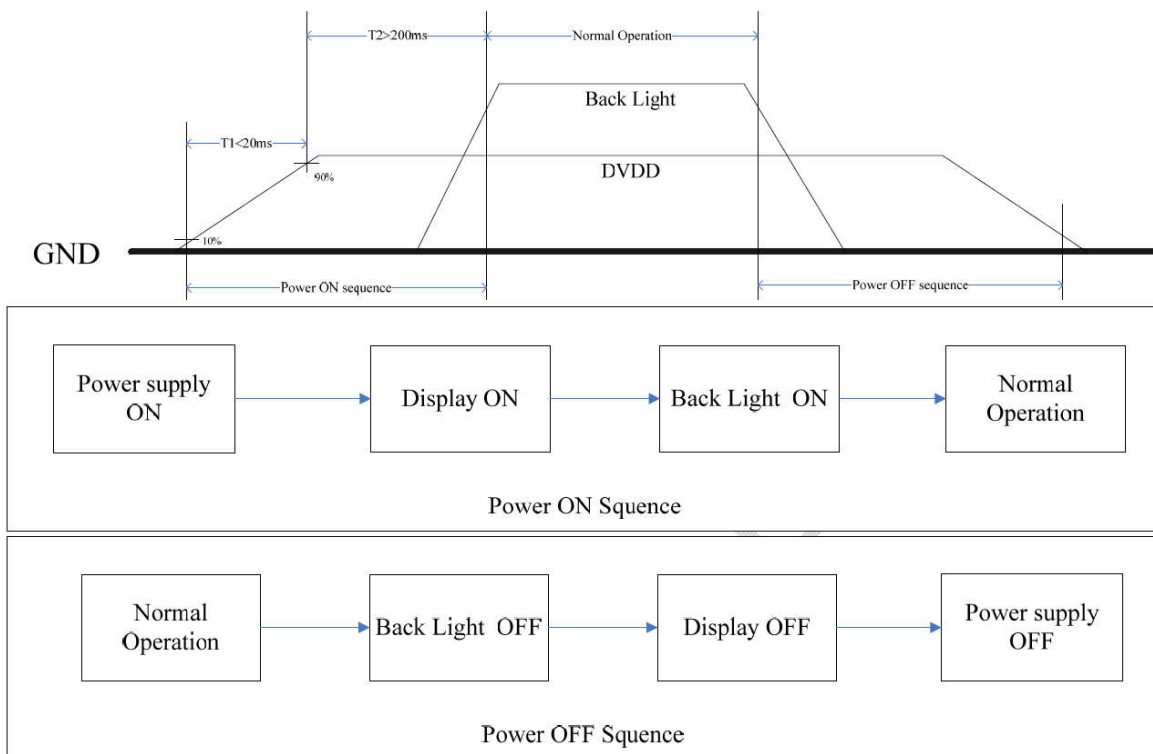 T2>200ms
Normal Operation
Back Light
T1<20ms
DVDD
90%
10%
GND
Power ON sequence
Power OFF sequence
Power supply
ON
Display ON
Back Light ON
Normal
Operation
Power ON Squence
Normal
Operation
Back Light OFF
Display OFF
Power supply
OFF
Power OFF Squence